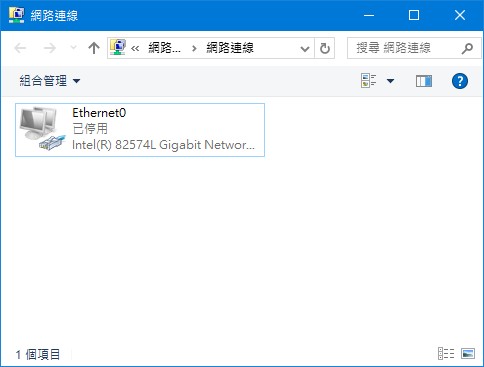 網路連線
« 網路... › 網路連線
搜尋 網路連線
組合管理
?
Ethernet0
已停用
Intel(R) 82574L Gigabit Networ...
1 個項目